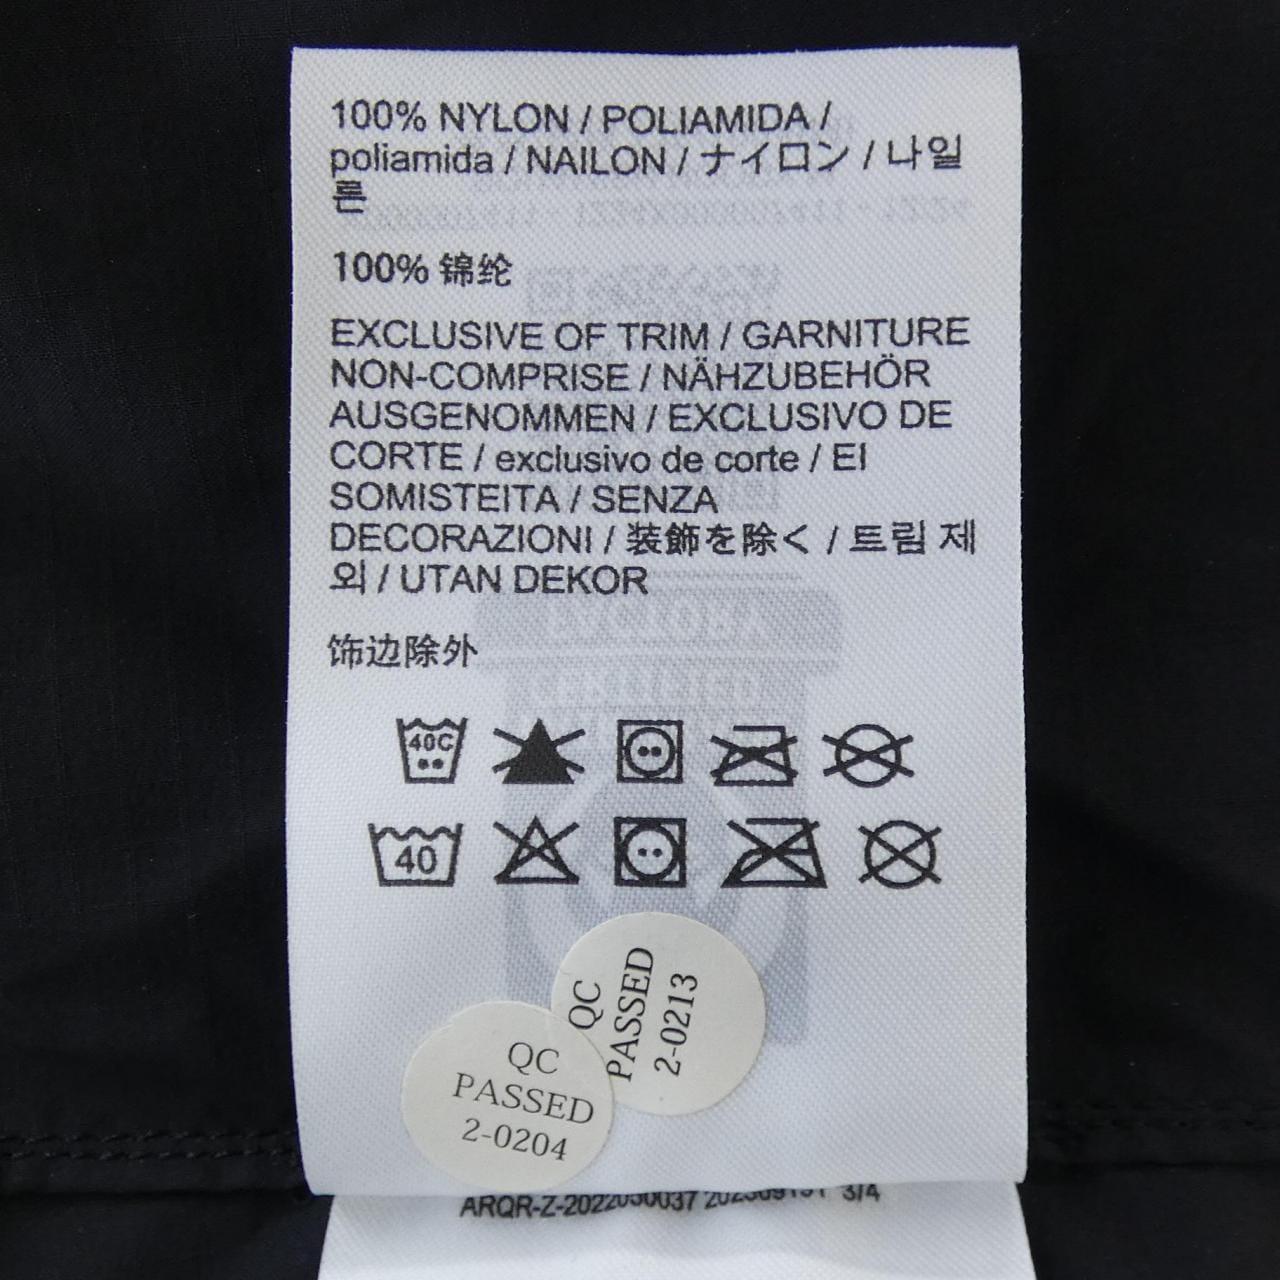 100% NYLON / POLIAMIDA /
poliamida / NAILON / ナイロン / 나일
론
100% 锦纶
EXCLUSIVE OF TRIM / GARNITURE
NON-COMPRISE / NÄHZUBEHÖR
AUSGENOMMEN / EXCLUSIVO DE
CORTE / exclusivo de corte / EI
SOMISTEITA / SENZA
DECORAZIONI / 装飾を除く / 트림 제
외 / UTAN DEKOR
饰边除外
40C
40
QC
PASSED
2-0213
QC
PASSED
2-0204
3/4